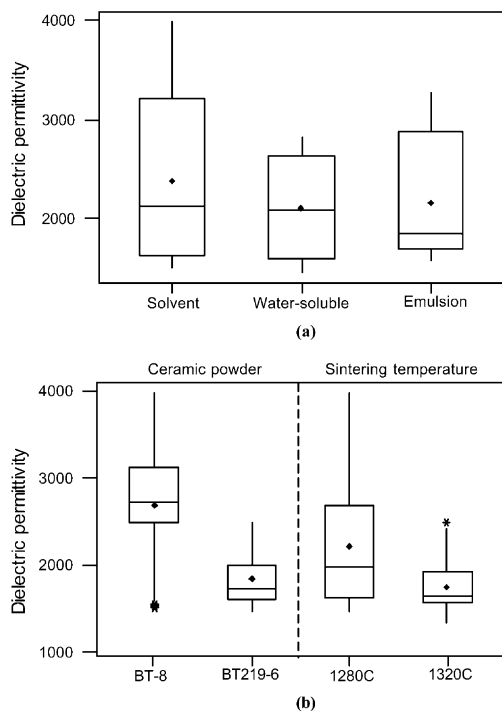 4000
3000
2000
Dielectric permittivity
Solvent Water-soluble Emulsion
(a)
Ceramic powder Sintering temperature
4000
3000
2000
1000
Dielectric permittivity
BT-8 BT219-6 1280C 1320C
(b)